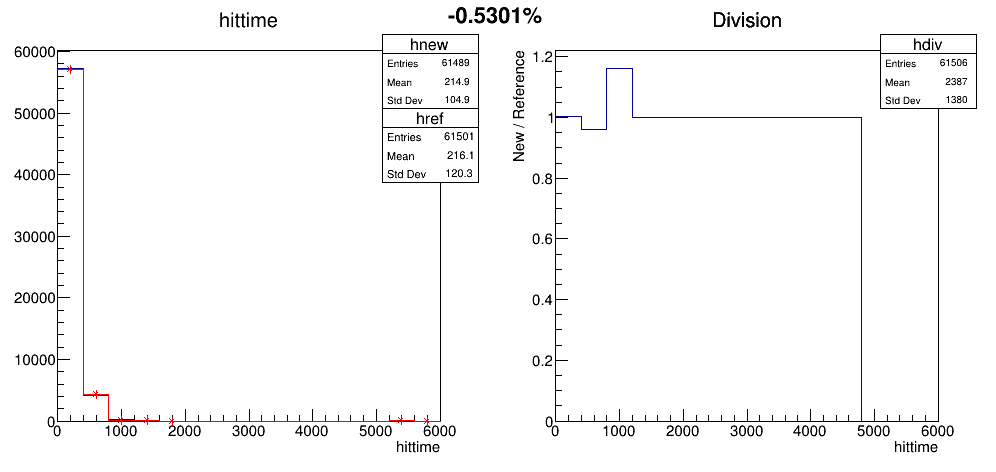 -0.5301%
hittime
hnew
Entries 61489
Mean 214.9
Std Dev 104.9
href
Entries 61501
Mean 216.1
Std Dev 120.3
60000
50000
40000
30000
20000
10000
0
0 1000 2000 3000 4000 5000 6000
hittime
Division
hdiv
Entries 61506
Mean 2387
Std Dev 1380
New / Reference
1.2
1
0.8
0.6
0.4
0.2
0
0 1000 2000 3000 4000 5000 6000
hittime